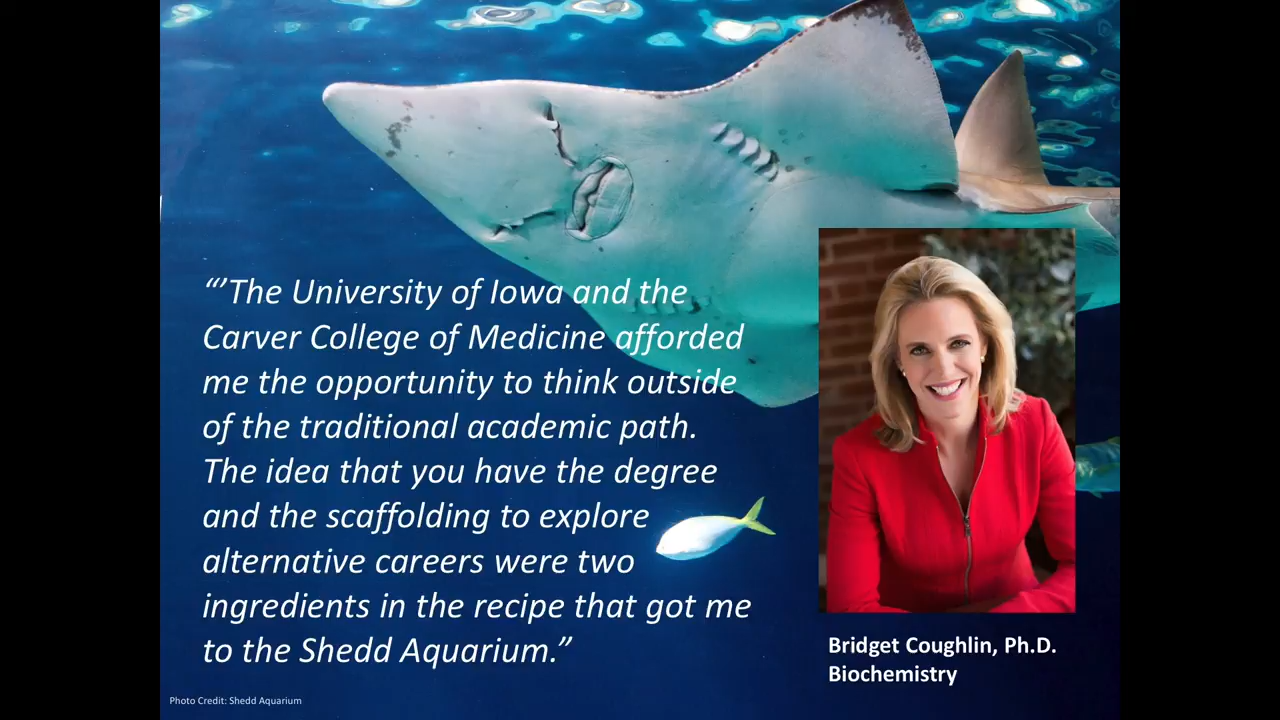 “’The University of Iowa and the
Carver College of Medicine afforded
me the opportunity to think outside
of the traditional academic path.
The idea that you have the degree
and the scaffolding to explore
alternative careers were two
ingredients in the recipe that got me
to the Shedd Aquarium.”
Bridget Coughlin, Ph.D.
Biochemistry
Photo Credit: Shedd Aquarium